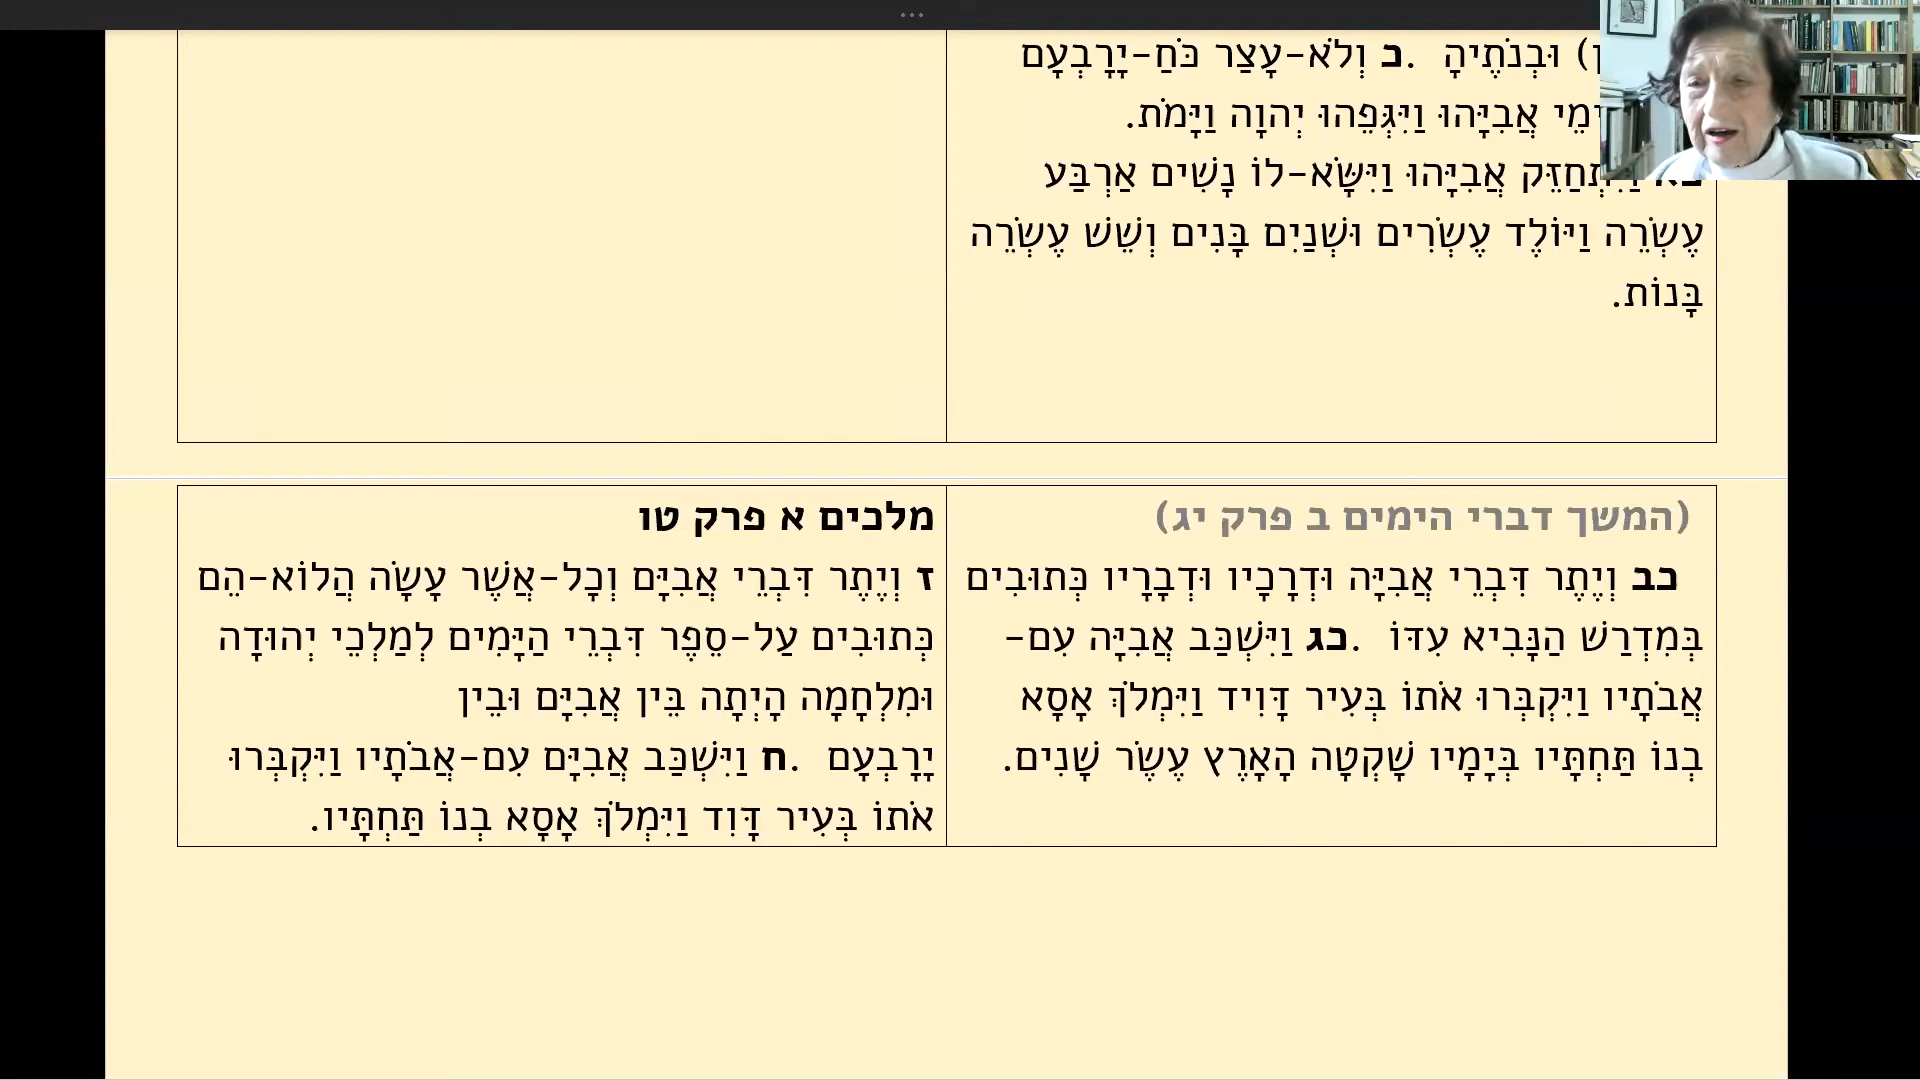 וּבְנֹתֶיהָ .כ וְלֹא-עָצַר כֹּחַ-יָרָבְעָם
אֲבִיָּהוּ וַיִּגְּפֵהוּ יְהוָה וַיָּמֹת.
אֲבִיָּהוּ וַיִּשָּׂא-לוֹ נָשִׁים אַרְבַּע
עֶשְׂרֵה וַיּוֹלֶד עֶשְׂרִים וּשְׁנַיִם בָּנִים וְשֵׁשׁ עֶשְׂרֵה
בָּנוֹת.
(המשך דברי הימים ב פרק יג)
כב וְיֶתֶר דִּבְרֵי אֲבִיָּה וּדְרָכָיו וּדְבָרָיו כְּתוּבִים
בְּמִדְרַשׁ הַנָּבִיא עִדּוֹ .כג וַיִּשְׁכַּב אֲבִיָּה עִם-
אֲבֹתָיו וַיִּקְבְּרוּ אֹתוֹ בְּעִיר דָּוִיד וַיִּמְלֹךְ אָסָא
בְנוֹ תַּחְתָּיו בְּיָמָיו שָׁקְטָה הָאָרֶץ עֶשֶׂר שָׁנִים.
מלכים א פרק טו
ז וְיֶתֶר דִּבְרֵי אֲבִיָּם וְכָל-אֲשֶׁר עָשָׂה הֲלוֹא-הֵם
כְּתוּבִים עַל-סֵפֶר דִּבְרֵי הַיָּמִים לְמַלְכֵי יְהוּדָה
וּמִלְחָמָה הָיְתָה בֵּין אֲבִיָּם וּבֵין
יָרָבְעָם .ח וַיִּשְׁכַּב אֲבִיָּם עִם-אֲבֹתָיו וַיִּקְבְּרוּ
אֹתוֹ בְּעִיר דָּוִד וַיִּמְלֹךְ אָסָא בְנוֹ תַּחְתָּיו.